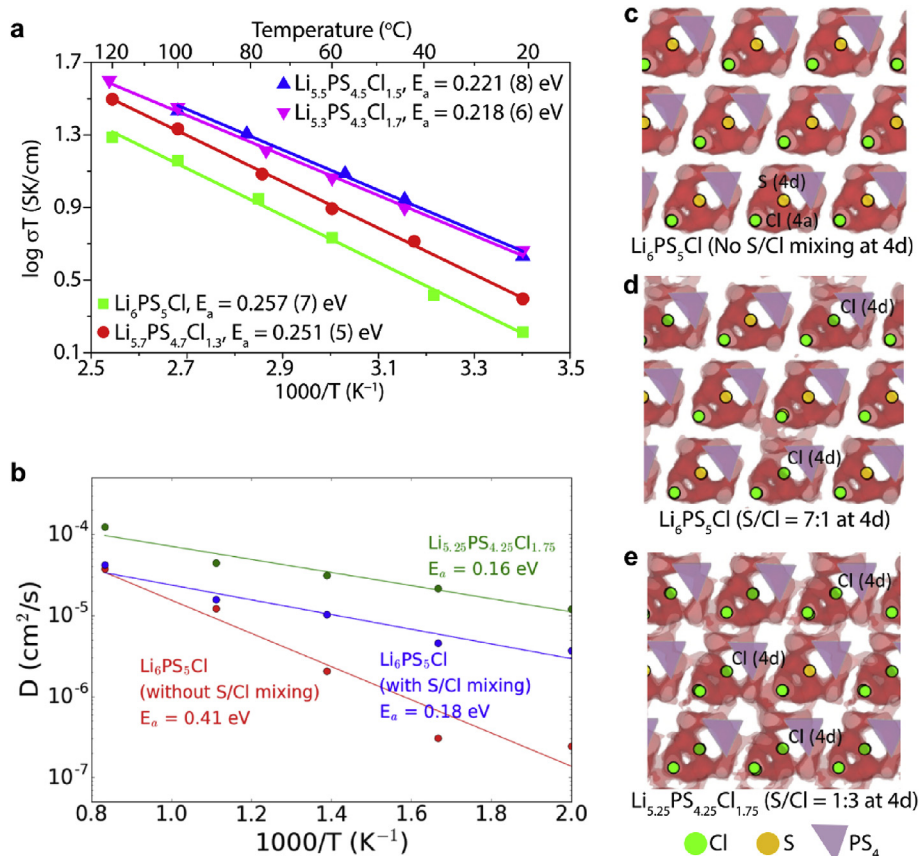 a
Temperature (ºC)
120 100 80 60 40 20
1.7
1.3
0.9
0.5
0.1
log σT (SK/cm)
Li5.5PS4.5Cl1.5, Ea = 0.221 (8) eV
Li5.3PS4.3Cl1.7, Ea = 0.218 (6) eV
Li6PS5Cl, Ea = 0.257 (7) eV
Li5.7PS4.7Cl1.3, Ea = 0.251 (5) eV
2.5 2.7 2.9 3.1 3.3 3.5
1000/T (K⁻¹)
b
D (cm²/s)
10⁻⁴
10⁻⁵
10⁻⁶
10⁻⁷
Li5.25PS4.25Cl1.75
Ea = 0.16 eV
Li6PS5Cl
(without S/Cl mixing)
Ea = 0.41 eV
Li6PS5Cl
(with S/Cl mixing)
Ea = 0.18 eV
0.8 1.0 1.2 1.4 1.6 1.8 2.0
1000/T (K⁻¹)
c
S (4d)
Cl (4a)
Li6PS5Cl (No S/Cl mixing at 4d)
d
Cl (4d)
Cl (4d)
Li6PS5Cl (S/Cl = 7:1 at 4d)
e
Cl (4d)
Cl (4d)
Cl (4d)
Li5.25PS4.25Cl1.75 (S/Cl = 1:3 at 4d)
Cl S PS4